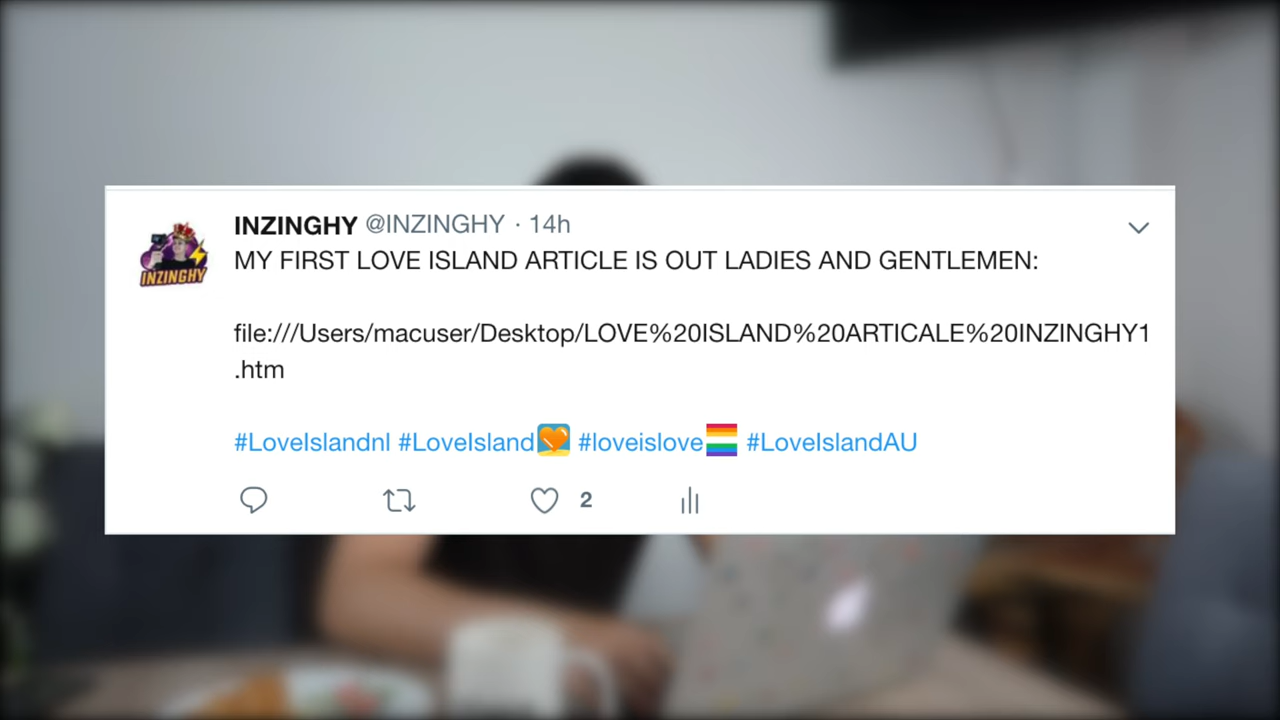 INZINGHY @INZINGHY · 14h
MY FIRST LOVE ISLAND ARTICLE IS OUT LADIES AND GENTLEMEN:
file:///Users/macuser/Desktop/LOVE%20ISLAND%20ARTICALE%20INZINGHY1
.htm
#LoveIslandnl #LoveIsland🧡 #loveislove🏳️‍🌈 #LoveIslandAU
2
INZINGHY